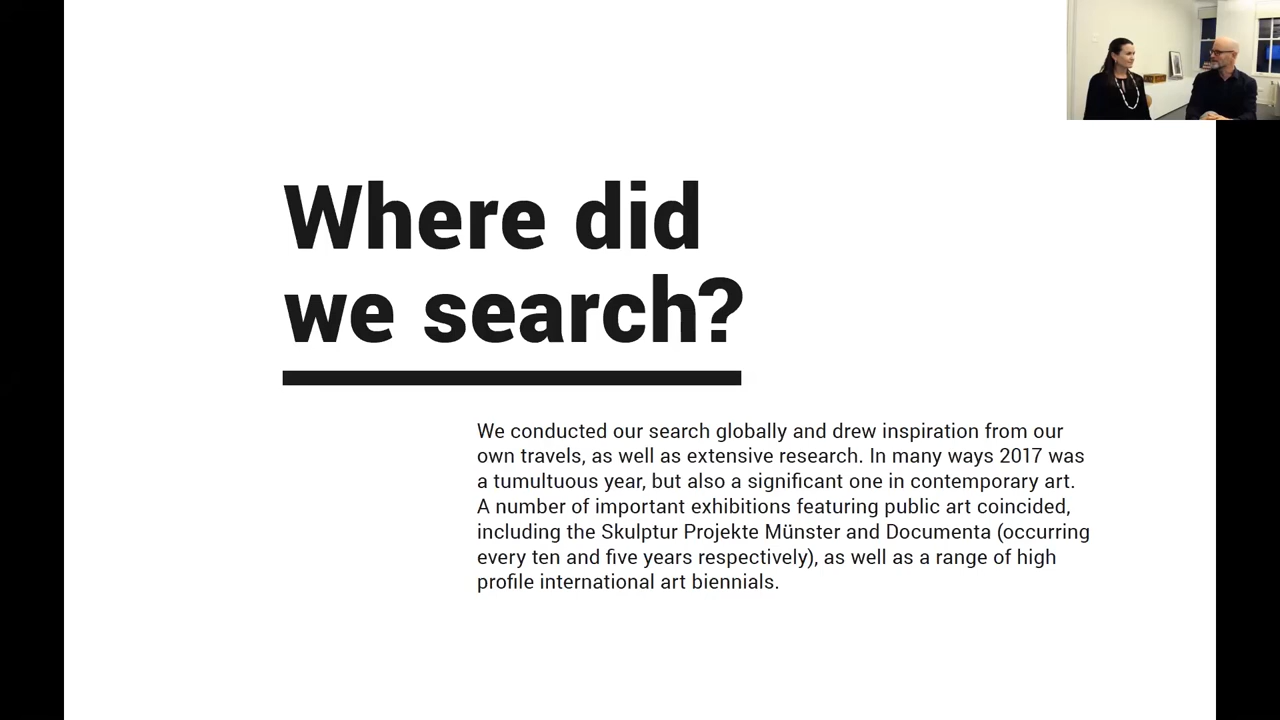 Where did
we search?
We conducted our search globally and drew inspiration from our
own travels, as well as extensive research. In many ways 2017 was
a tumultuous year, but also a significant one in contemporary art.
A number of important exhibitions featuring public art coincided,
including the Skulptur Projekte Münster and Documenta (occurring
every ten and five years respectively), as well as a range of high
profile international art biennials.